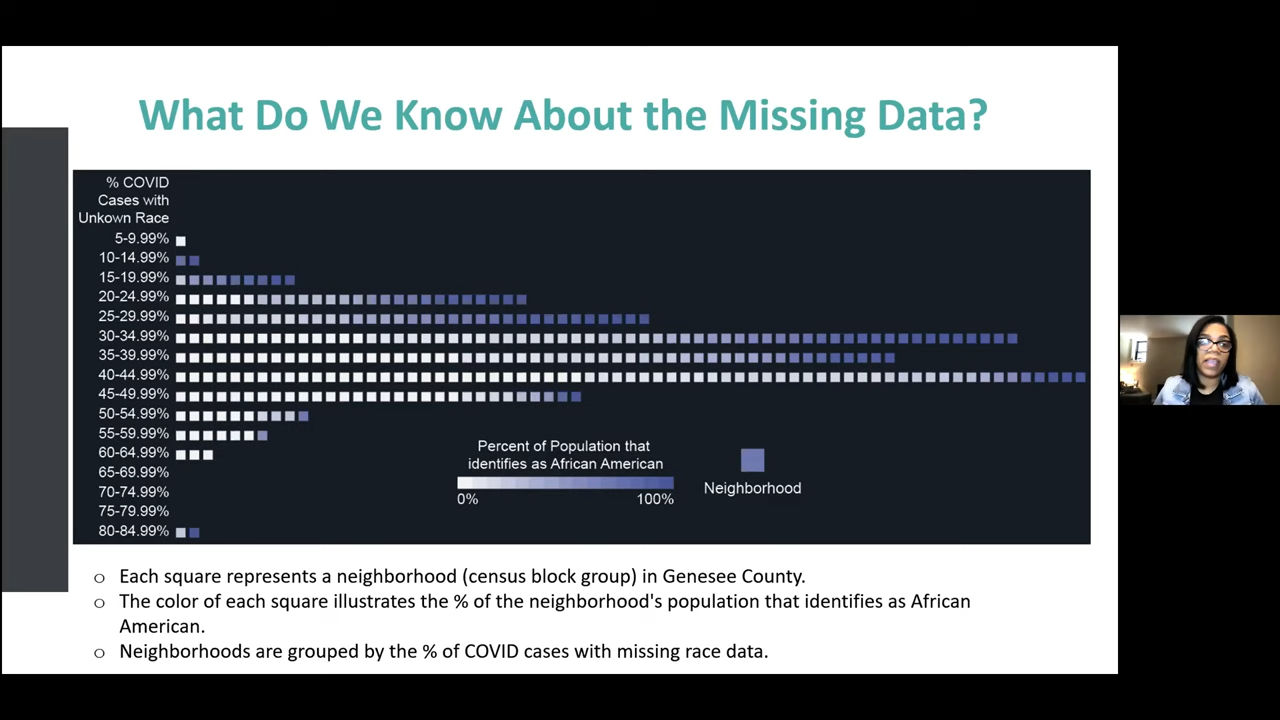 What Do We Know About the Missing Data?
% COVID
Cases with
Unkown Race
5-9.99%
10-14.99%
15-19.99%
20-24.99%
25-29.99%
30-34.99%
35-39.99%
40-44.99%
45-49.99%
50-54.99%
55-59.99%
60-64.99%
65-69.99%
70-74.99%
75-79.99%
80-84.99%
Percent of Population that
identifies as African American
0%
100%
Neighborhood
o Each square represents a neighborhood (census block group) in Genesee County.
o The color of each square illustrates the % of the neighborhood's population that identifies as African
American.
o Neighborhoods are grouped by the % of COVID cases with missing race data.